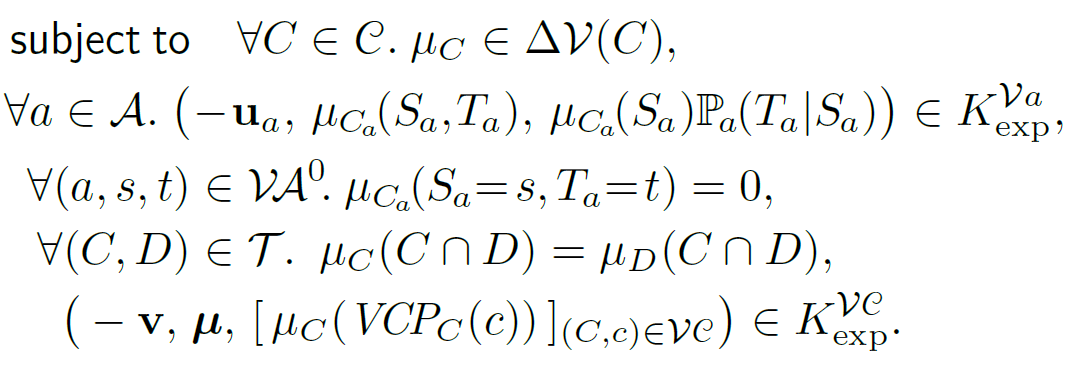 subject to ∀C ∈ 𝒞. μ_C ∈ Δ𝒱(C),
∀a ∈ 𝒜. (−𝐮_a, μ_{C_a}(S_a,T_a), μ_{C_a}(S_a)ℙ_a(T_a|S_a)) ∈ K_exp^{𝒱a},
∀(a, s, t) ∈ 𝒱A⁰. μ_{C_a}(S_a=s, T_a=t) = 0,
∀(C, D) ∈ 𝒯. μ_C(C ∩ D) = μ_D(C ∩ D),
(− 𝐯, 𝛍, [μ_C(VCP_C(c))]_{(C,c)∈𝒱𝒞}) ∈ K_exp^{𝒱𝒞}.